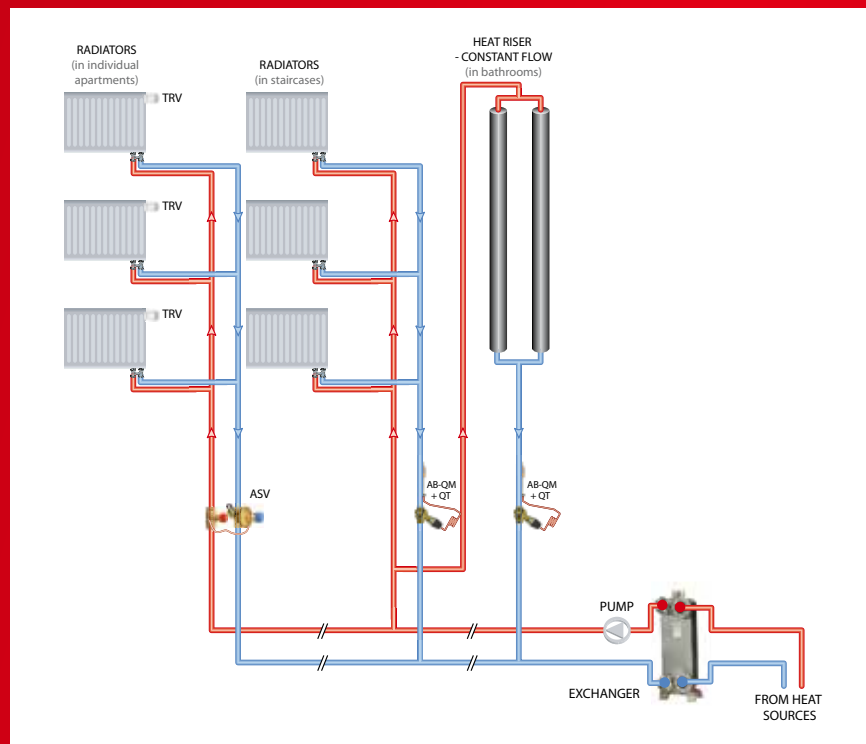 RADIATORS
(in individual
apartments)
RADIATORS
(in staircases)
HEAT RISER
- CONSTANT FLOW
(in bathrooms)
TRV
TRV
TRV
ASV
AB-QM
+ QT
AB-QM
+ QT
PUMP
EXCHANGER
FROM HEAT
SOURCES